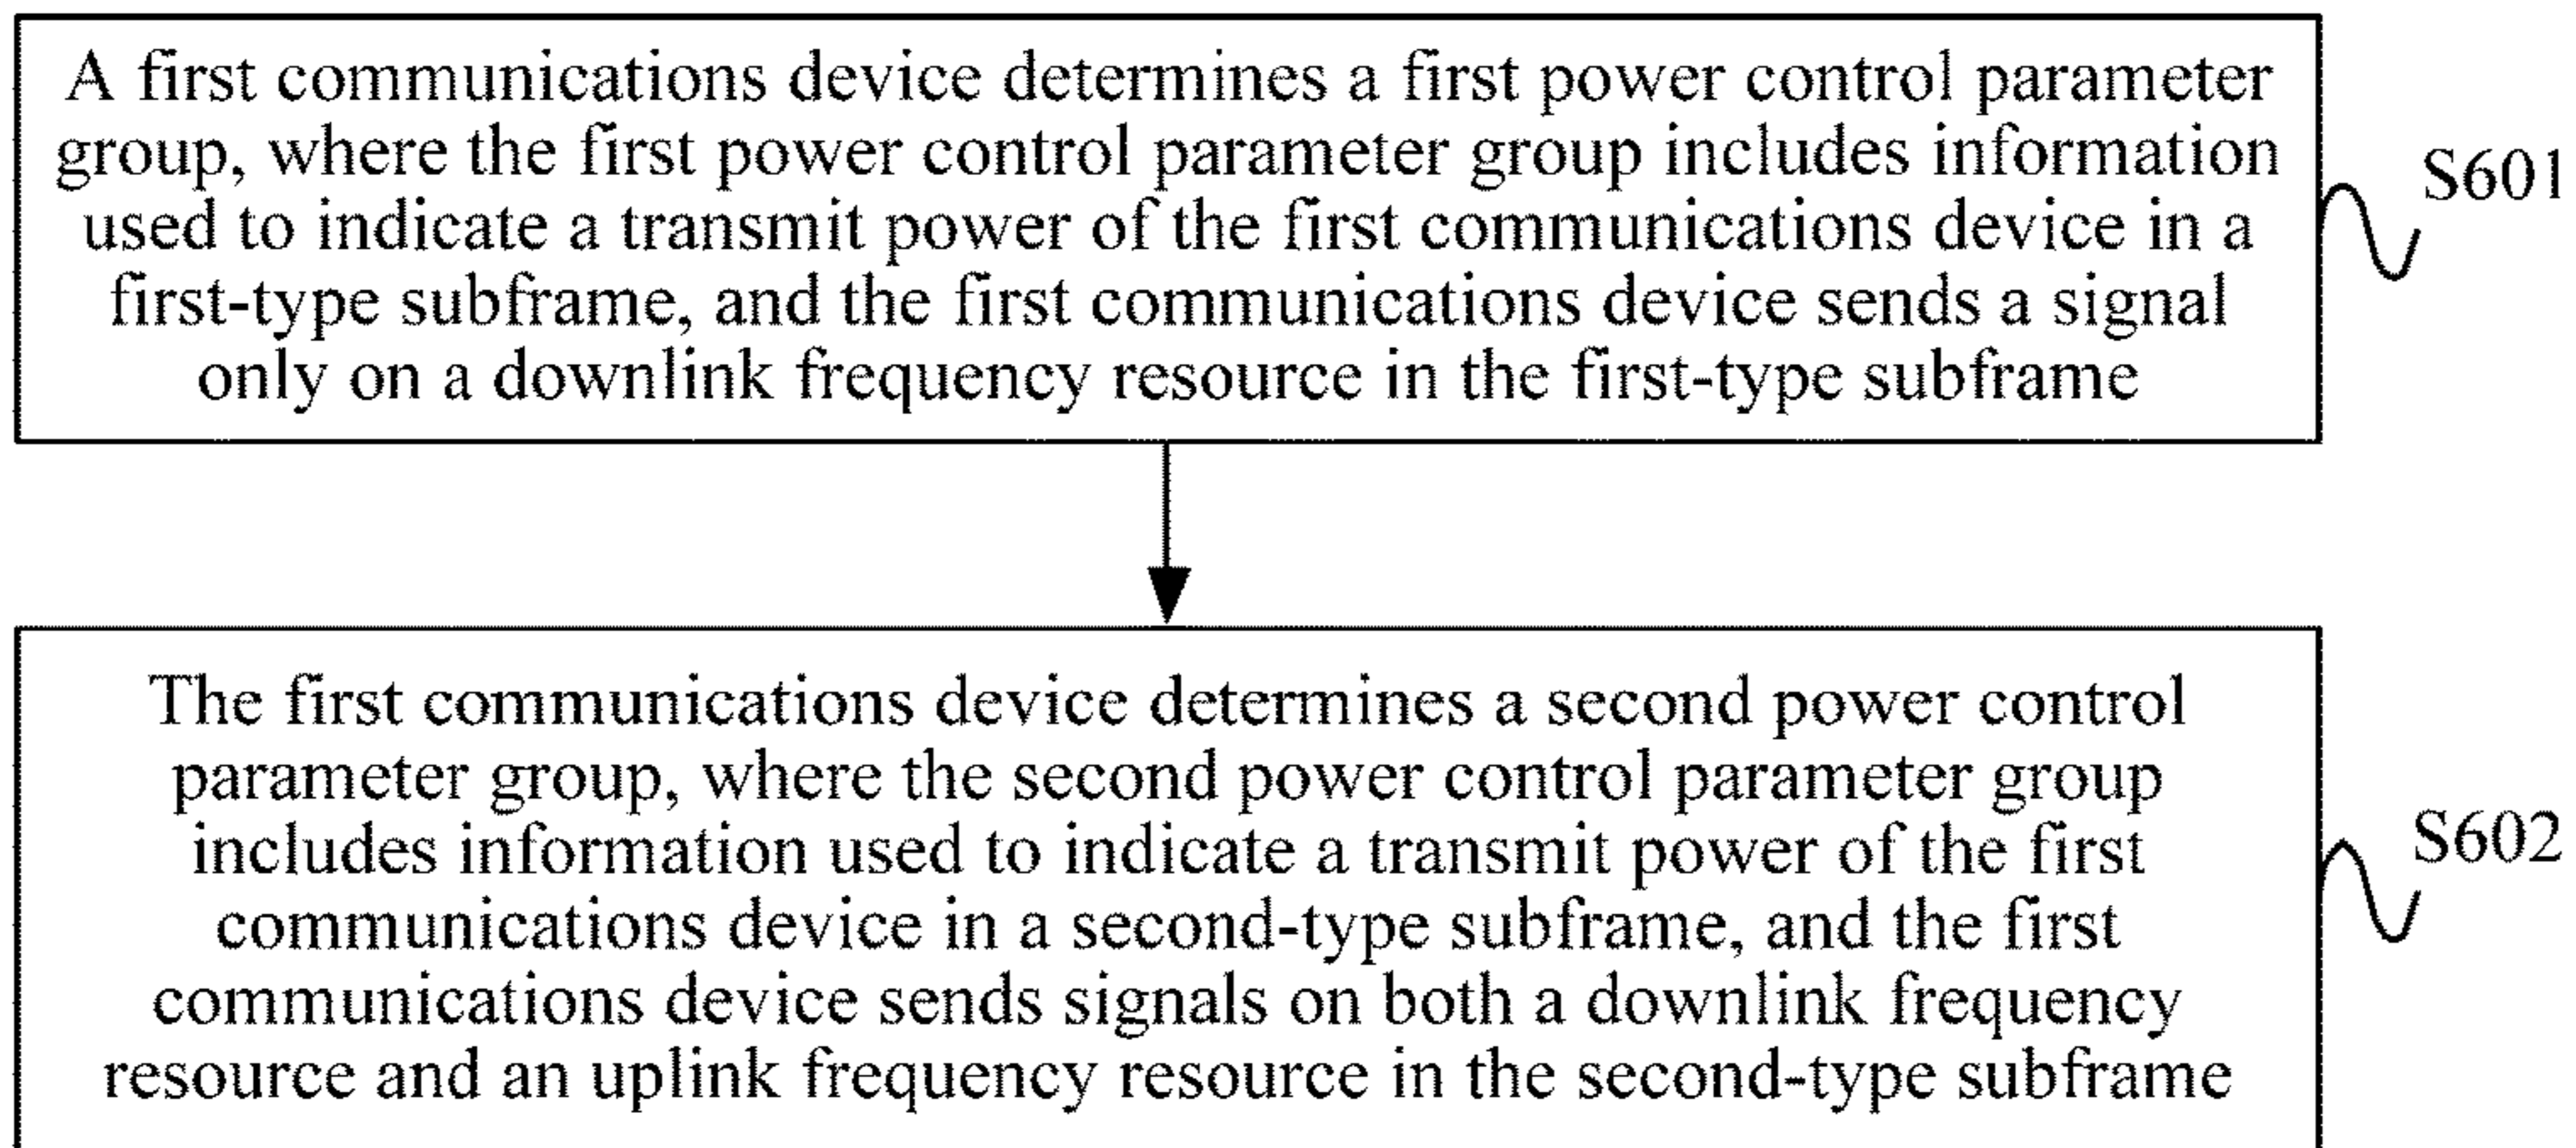 A first communications device determines a first power control parameter
group, where the first power control parameter group includes information
used to indicate a transmit power of the first communications device in a
first-type subframe, and the first communications device sends a signal
only on a downlink frequency resource in the first-type subframe
S601
The first communications device determines a second power control
parameter group, where the second power control parameter group
includes information used to indicate a transmit power of the first
communications device in a second-type subframe, and the first
communications device sends signals on both a downlink frequency
resource and an uplink frequency resource in the second-type subframe
S602